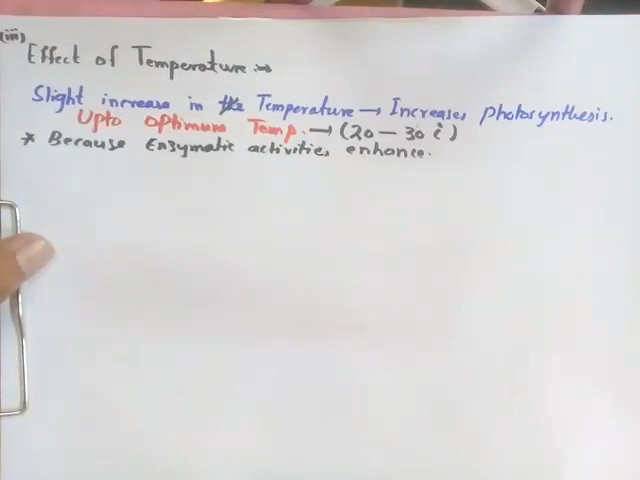 (iii)
Effect of Temperature :→
Slight increase in the Temperature → Increases photosynthesis.
Upto optimum Temp. → (20 - 30 c̊)
* Because Enzymatic activities enhance.